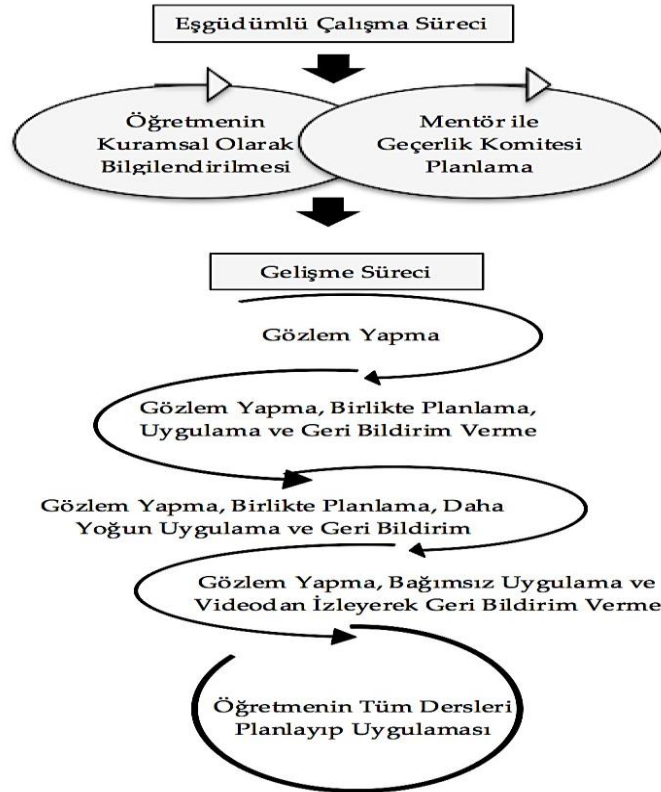 Eşgüdümlü Çalışma Süreci
Öğretmenin
Kuramsal Olarak
Bilgilendirilmesi
Mentör ile
Geçerlik Komitesi
Planlama
Gelişme Süreci
Gözlem Yapma
Gözlem Yapma, Birlikte Planlama,
Uygulama ve Geri Bildirim Verme
Gözlem Yapma, Birlikte Planlama, Daha
Yoğun Uygulama ve Geri Bildirim
Gözlem Yapma, Bağımsız Uygulama ve
Videodan İzleyerek Geri Bildirim Verme
Öğretmenin Tüm Dersleri
Planlayıp Uygulaması